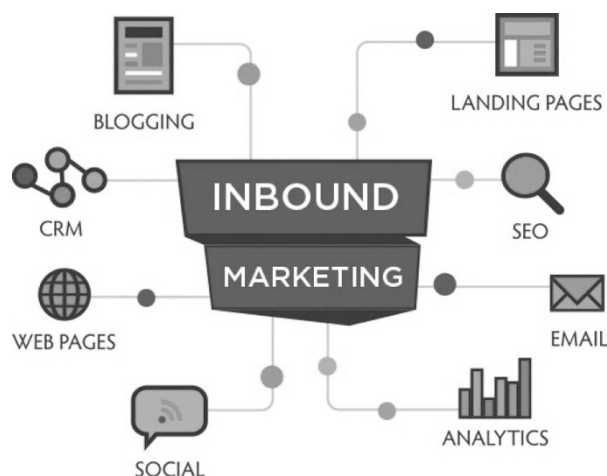 BLOGGING
LANDING PAGES
INBOUND
CRM
SEO
MARKETING
WEB PAGES
EMAIL
ANALYTICS
SOCIAL